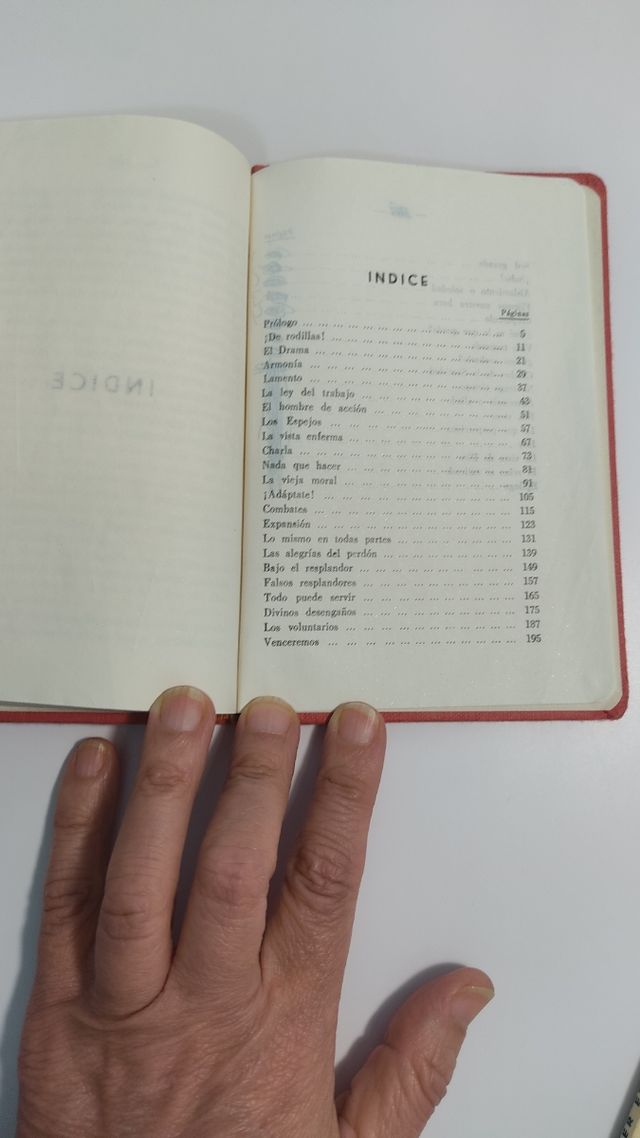 INDICE
Páginas
Prólogo ... 5
¡De rodillas! ... 11
El Drama ... 21
Armonía ... 29
Lamento ... 37
La ley del trabajo ... 43
El hombre de acción ... 51
Los Espejos ... 57
La vista enferma ... 67
Charla ... 73
Nada que hacer ... 81
La vieja moral ... 91
¡Adáptate! ... 105
Combates ... 115
Expansión ... 123
Lo mismo en todas partes ... 131
Las alegrías del perdón ... 139
Bajo el resplandor ... 149
Falsos resplandores ... 157
Todo puede servir ... 165
Divinos desengaños ... 175
Los voluntarios ... 187
Venceremos ... 195